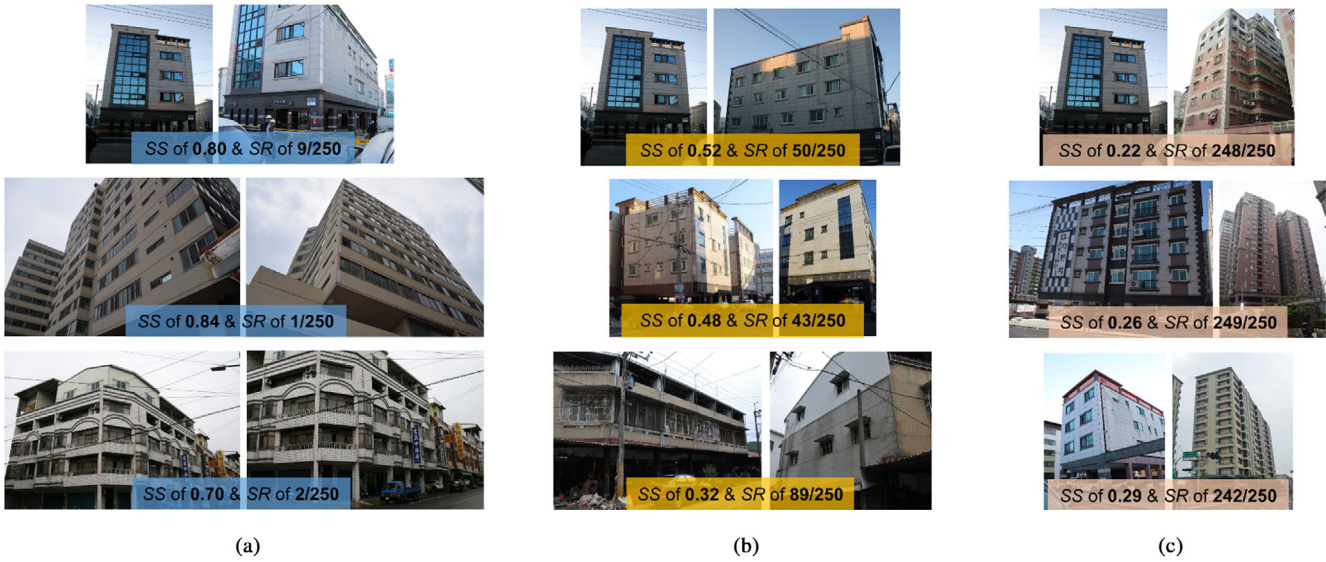 SS of 0.80 & SR of 9/250
SS of 0.52 & SR of 50/250
SS of 0.22 & SR of 248/250
SS of 0.84 & SR of 1/250
SS of 0.48 & SR of 43/250
SS of 0.26 & SR of 249/250
SS of 0.70 & SR of 2/250
SS of 0.32 & SR of 89/250
SS of 0.29 & SR of 242/250
(a)
(b)
(c)